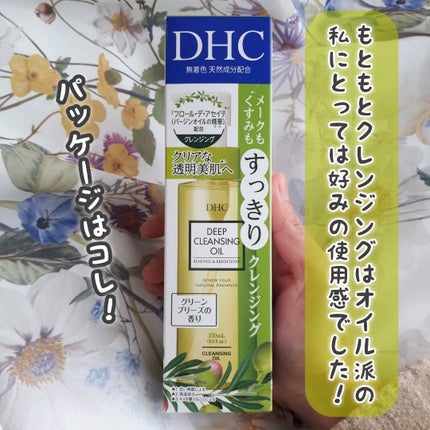 もともとクレンジングはオイル派の
私にとっては好みの使用感でした！
パッケージはコレ！
DHC
無着色 天然成分配合
フロール・デ・アセイテ
(バージンオイルの精華)
配合
クレンジング
メークも
くすみも
すっきり
クレンジング
クリアな
透明美肌へ
DHC
DEEP
CLEANSING
OIL
RENEWED & BRIGHTENED
RENEW YOUR
NATURAL RADIANCE
グリーン
ブリーズの
香り
150mL
CLEANSING
OIL